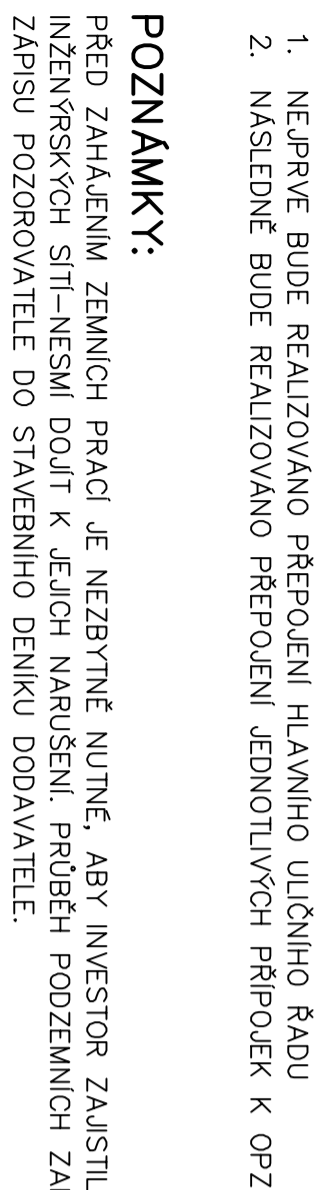 1. NEJPRVE BUDE REALIZOVÁNO PŘEPOJENÍ HLAVNÍHO ULIČNÍHO ŘADU
2. NÁSLEDNĚ BUDE REALIZOVÁNO PŘEPOJENÍ JEDNOTLIVÝCH PŘÍPOJEK K OPZ
POZNÁMKY:
PŘED ZAHÁJENÍM ZEMNÍCH PRACÍ JE NEZBYTNĚ NUTNÉ, ABY INVESTOR ZAJISTIL
INŽENÝRSKÝCH SÍTÍ–NESMÍ DOJÍT K JEJICH NARUŠENÍ. PRŮBĚH PODZEMNÍCH
ZÁPISU POZOROVATELE DO STAVEBNÍHO DENÍKU DODAVATELE.